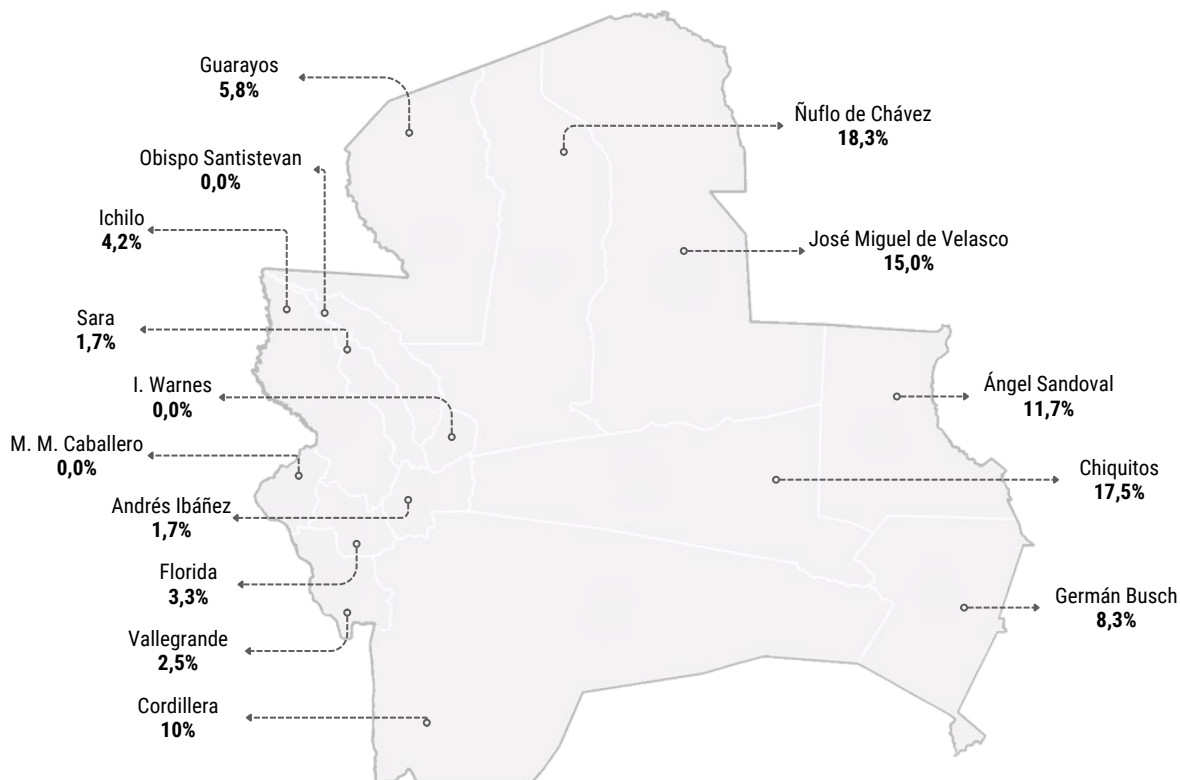 Guarayos
5,8%
Ñuflo de Chávez
18,3%
Obispo Santistevan
0,0%
Ichilo
4,2%
José Miguel de Velasco
15,0%
Sara
1,7%
I. Warnes
0,0%
Ángel Sandoval
11,7%
M. M. Caballero
0,0%
Chiquitos
17,5%
Andrés Ibáñez
1,7%
Florida
3,3%
Germán Busch
8,3%
Vallegrande
2,5%
Cordillera
10%